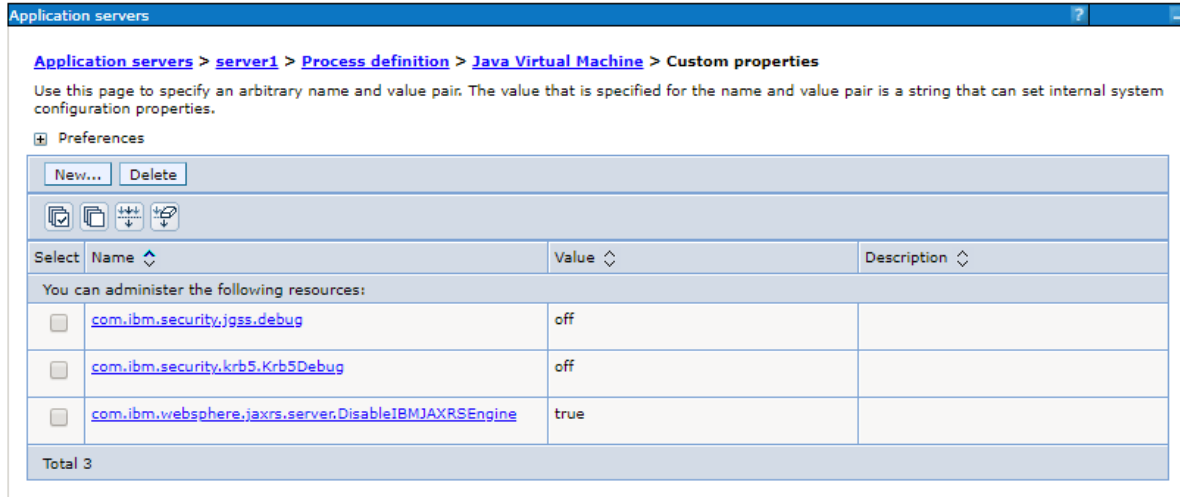 Application servers ?
Application servers > server1 > Process definition > Java Virtual Machine > Custom properties
Use this page to specify an arbitrary name and value pair. The value that is specified for the name and value pair is a string that can set internal system
configuration properties.
Preferences
New... Delete
Select Name Value Description
You can administer the following resources:
com.ibm.security.jgss.debug off
com.ibm.security.krb5.Krb5Debug off
com.ibm.websphere.jaxrs.server.DisableIBMJAXRSEngine true
Total 3